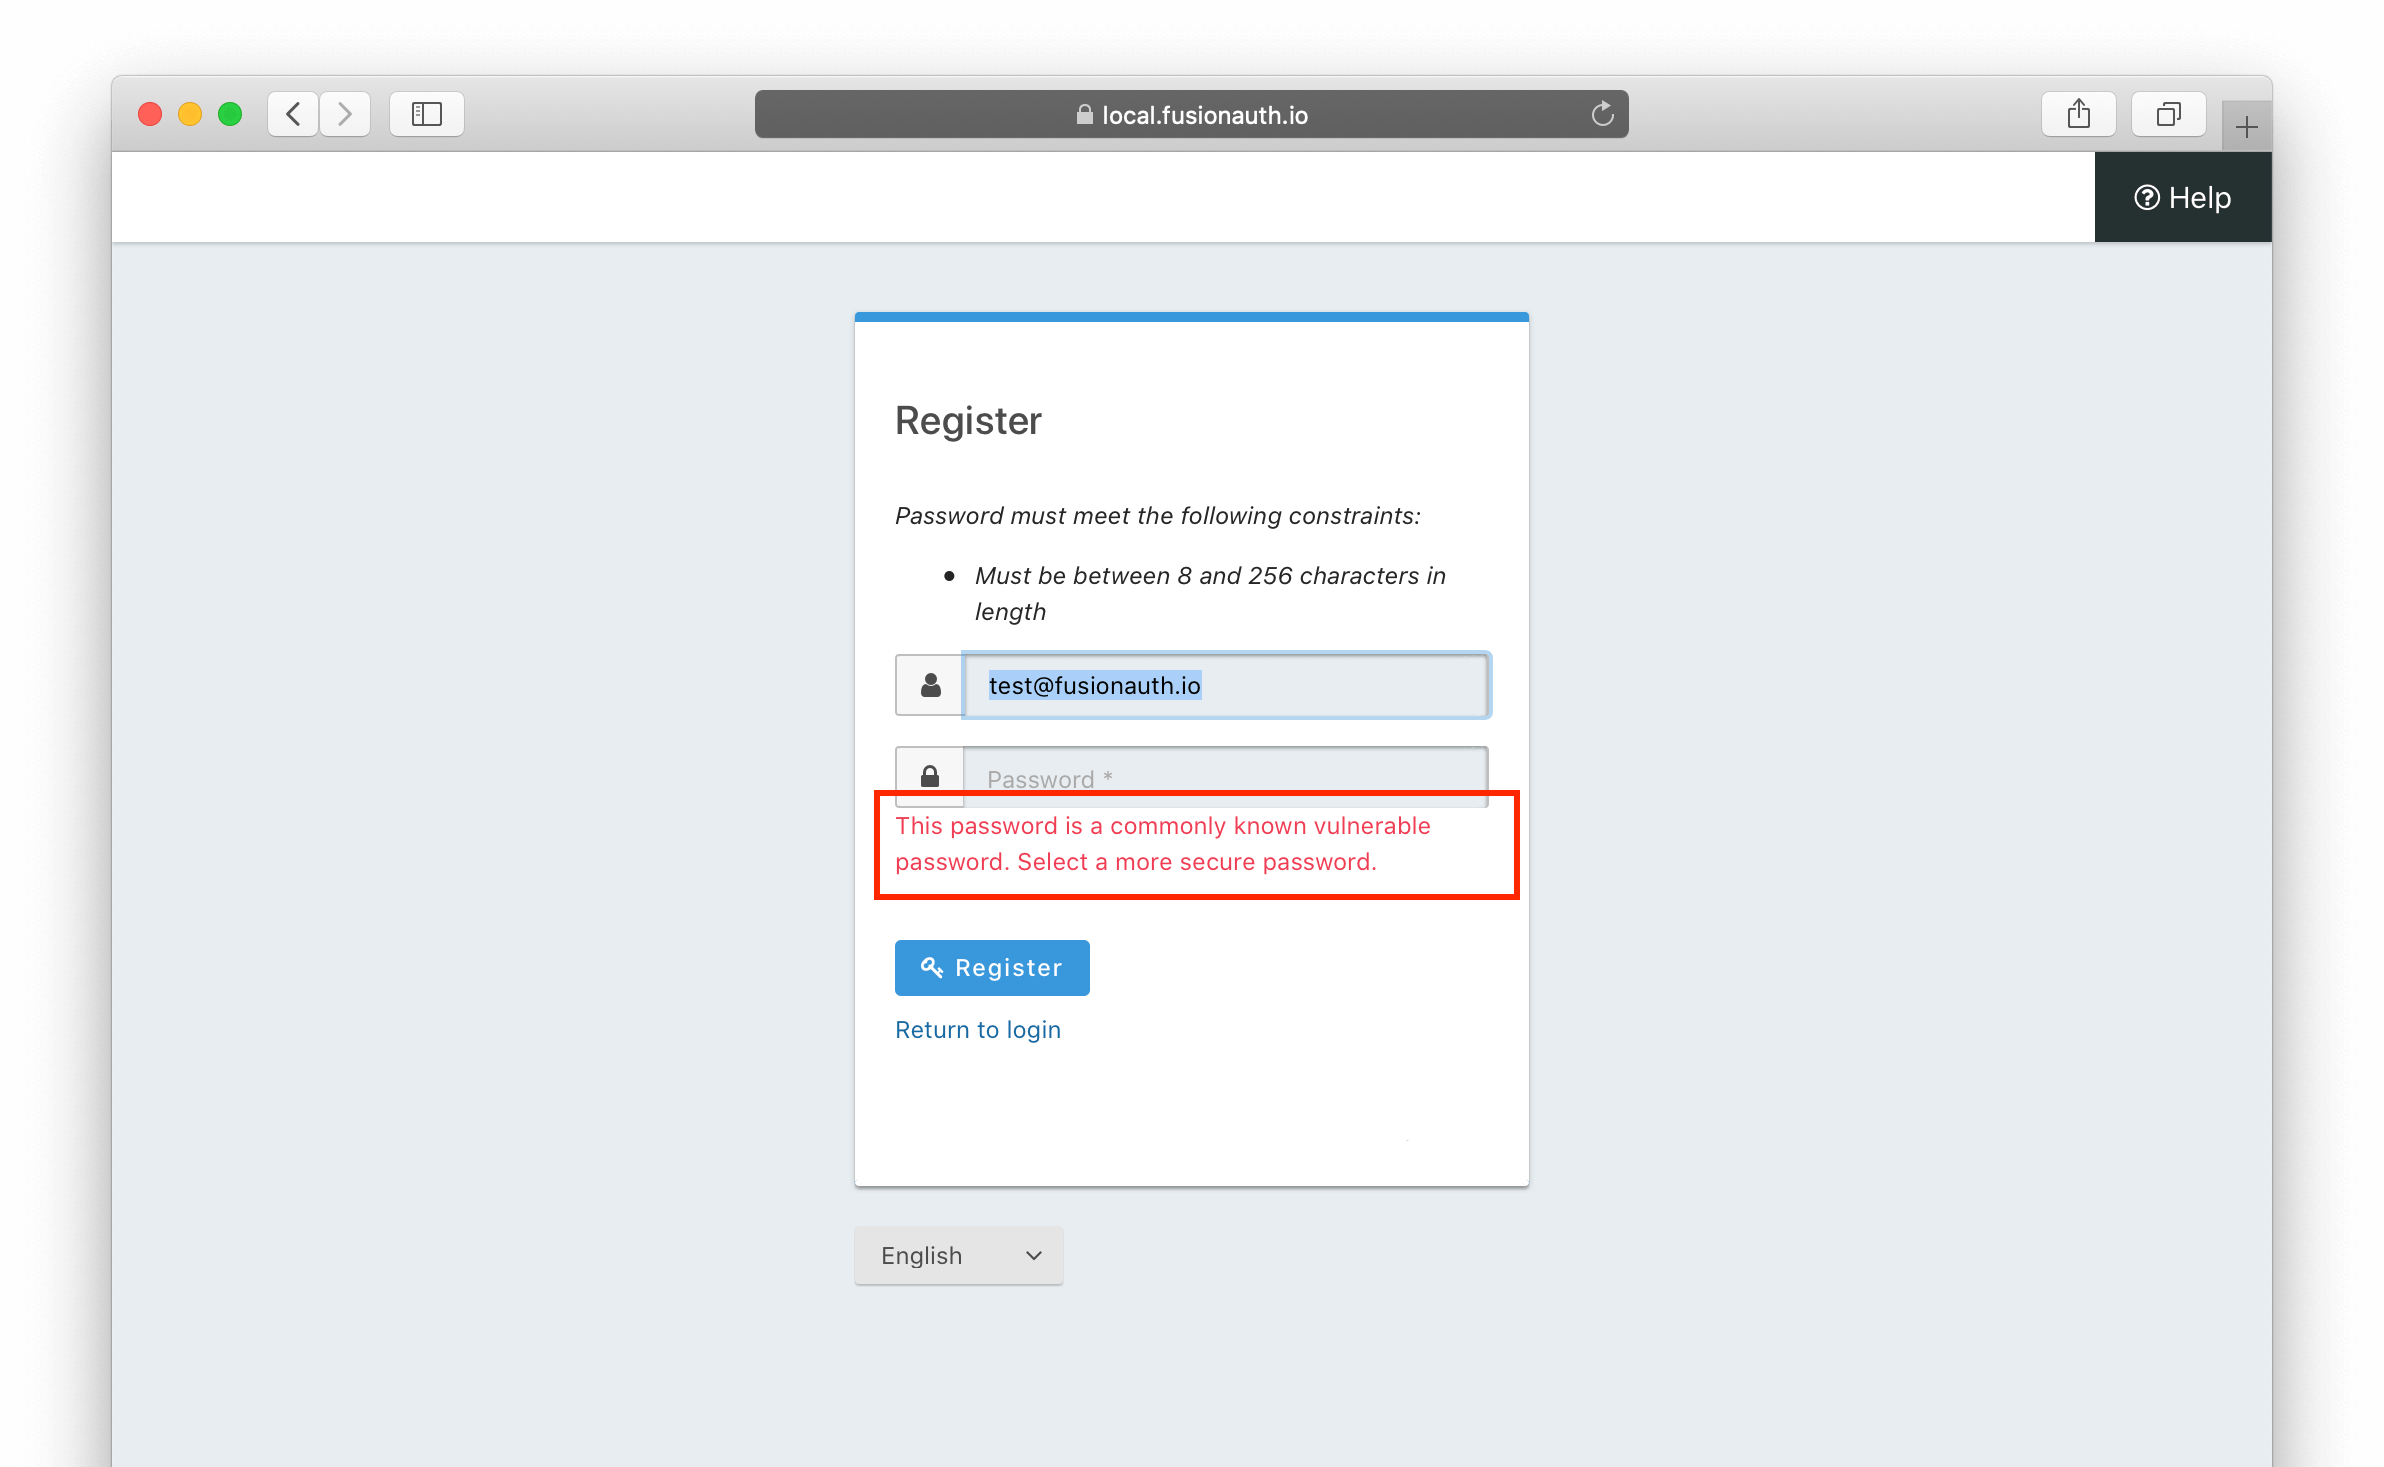 local.fusionauth.io
Help
Register
Password must meet the following constraints:
Must be between 8 and 256 characters in
length
test@fusionauth.io
Password *
This password is a commonly known vulnerable
password. Select a more secure password.
Register
Return to login
English